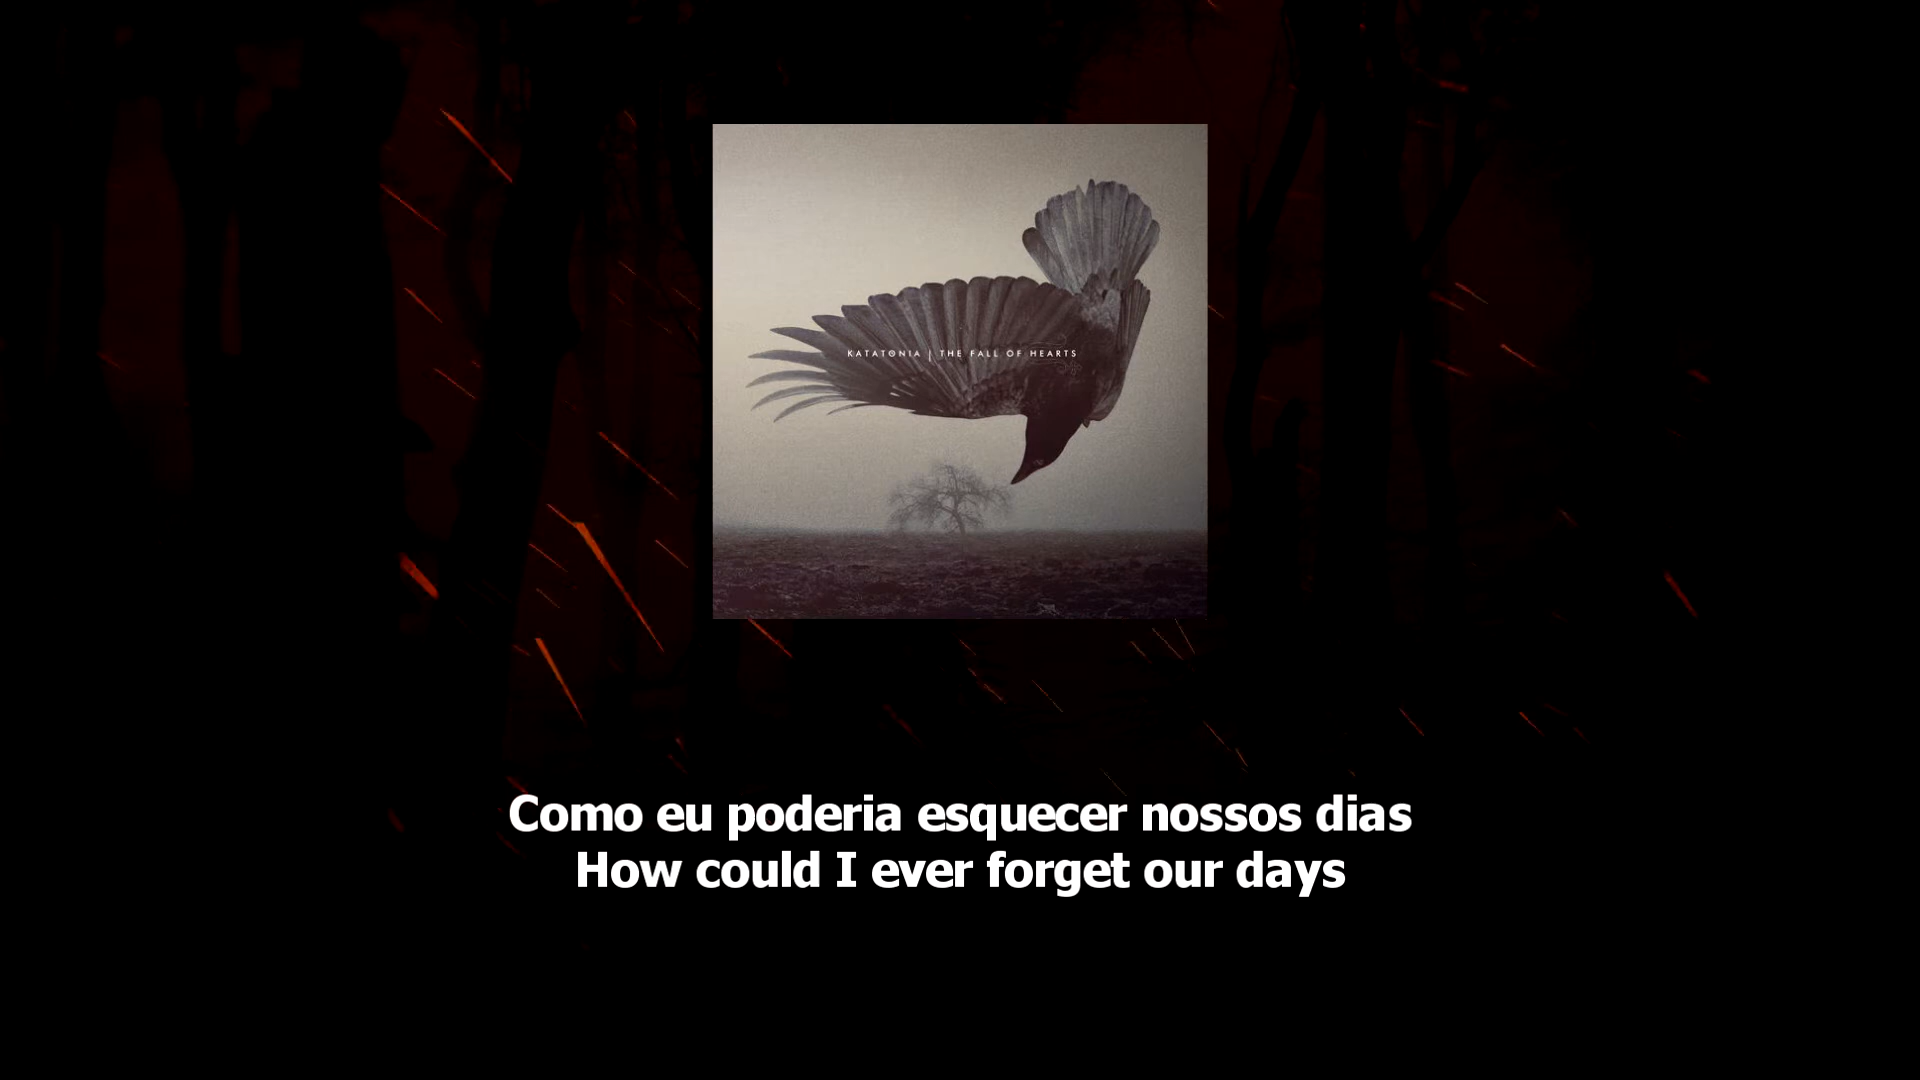 KATATONIA | THE FALL OF HEARTS
Como eu poderia esquecer nossos dias
How could I ever forget our days